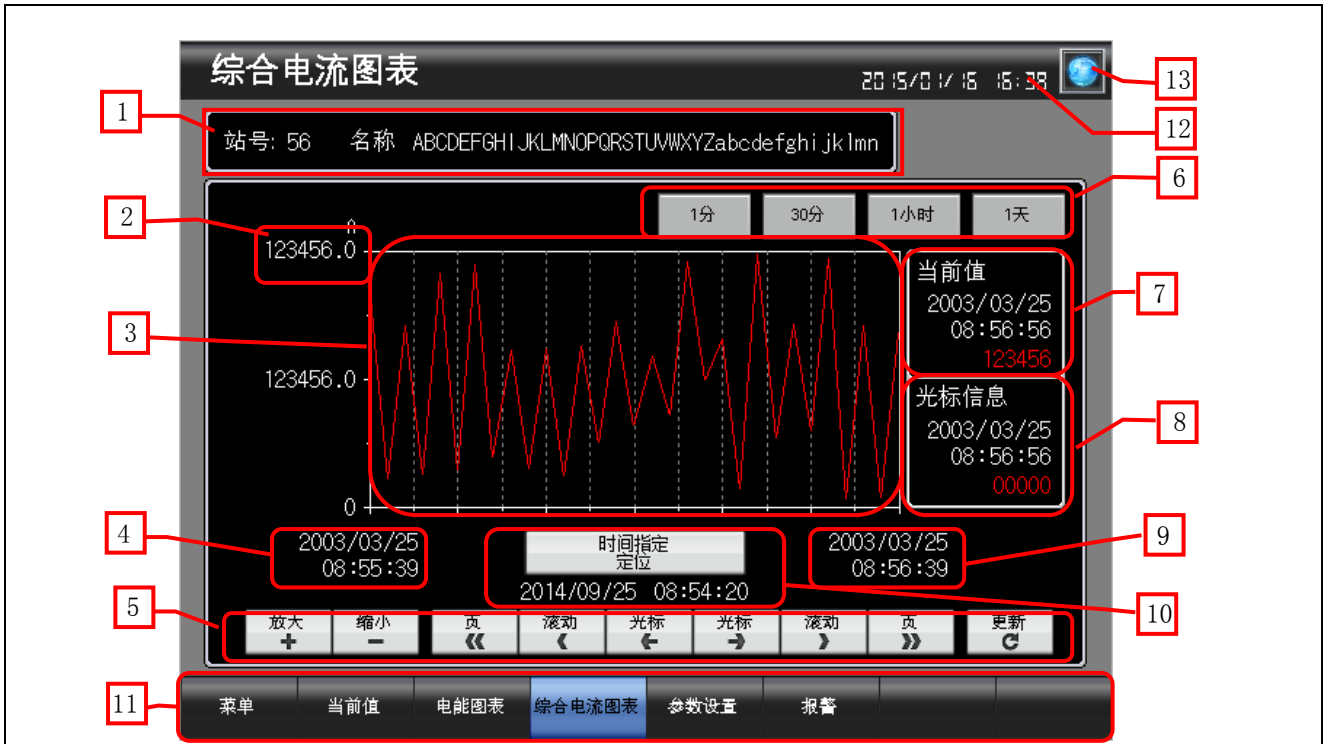 综合电流图表
2015/01/16 16:38
13
1
12
站号: 56 名称 ABCDEFGHIJKLMNOPQRSTUVWXYZabcdefghijklmn
6
1分 30分 1小时 1天
2
A
123456.0
当前值
2003/03/25
08:56:56
123456
7
3
123456.0
光标信息
2003/03/25
08:56:56
00000
8
0
4
2003/03/25
08:55:39
时间指定
定位
2014/09/25 08:54:20
2003/03/25
08:56:39
9
10
5
放大 缩小 页 滚动 光标 光标 滚动 页 更新
+ − « ‹ ← → › »
11
菜单 当前值 电能图表 综合电流图表 参数设置 报警